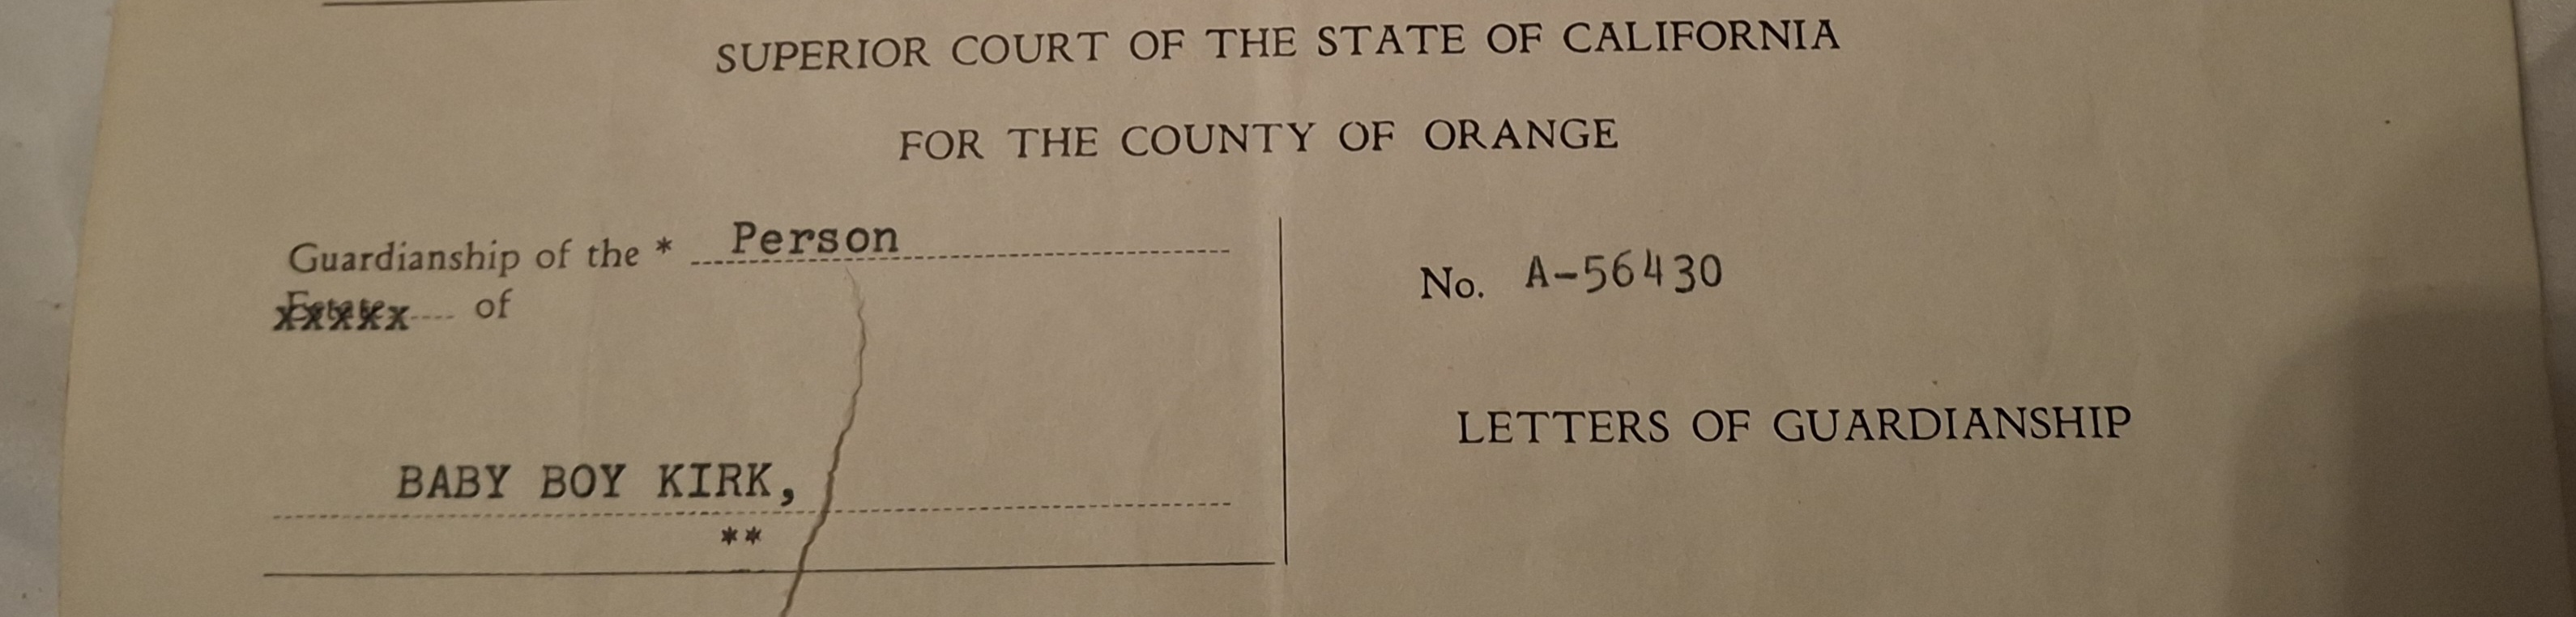 SUPERIOR COURT OF THE STATE OF CALIFORNIA
FOR THE COUNTY OF ORANGE
Guardianship of the * Person
Estate of
No. A-56430
LETTERS OF GUARDIANSHIP
BABY BOY KIRK,
**